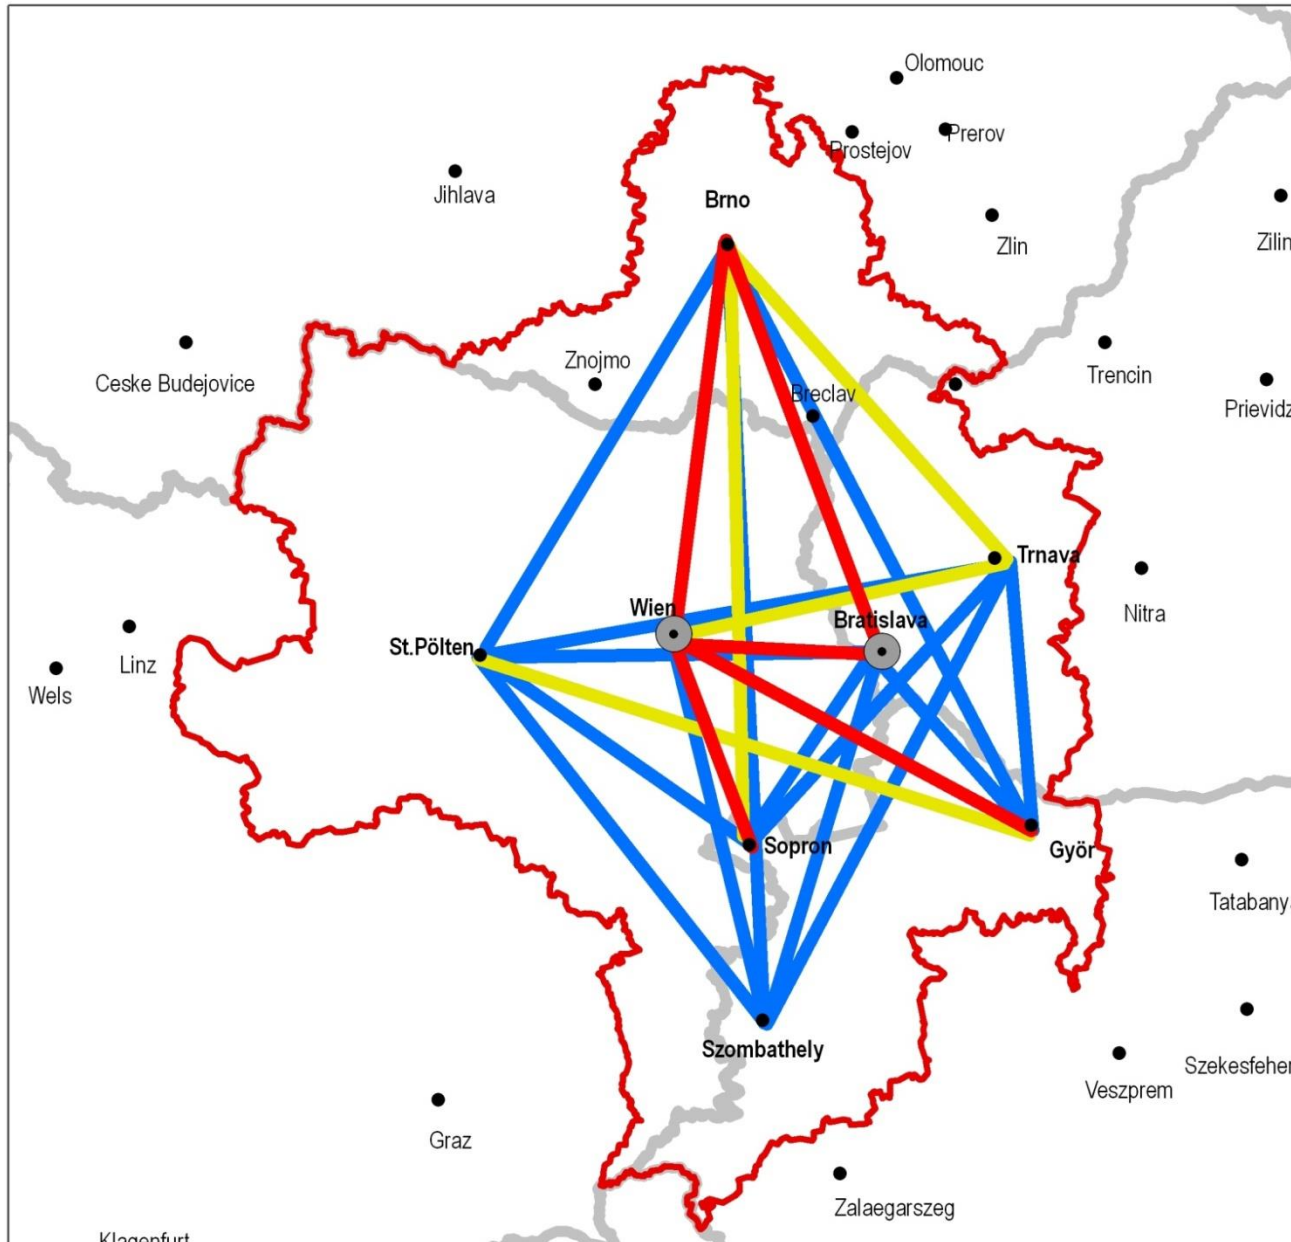 Olomouc
Prerov
Prostejov
Jihlava
Brno
Zlin
Zilin
Znojmo
Trencin
Ceske Budejovice
Breclav
Prievidz
Trnava
Wien
Nitra
Bratislava
St.Pölten
Linz
Wels
Sopron
Györ
Tatabany
Szombathely
Szekesfeher
Veszprem
Graz
Zalaegarszeg
Klagenfurt